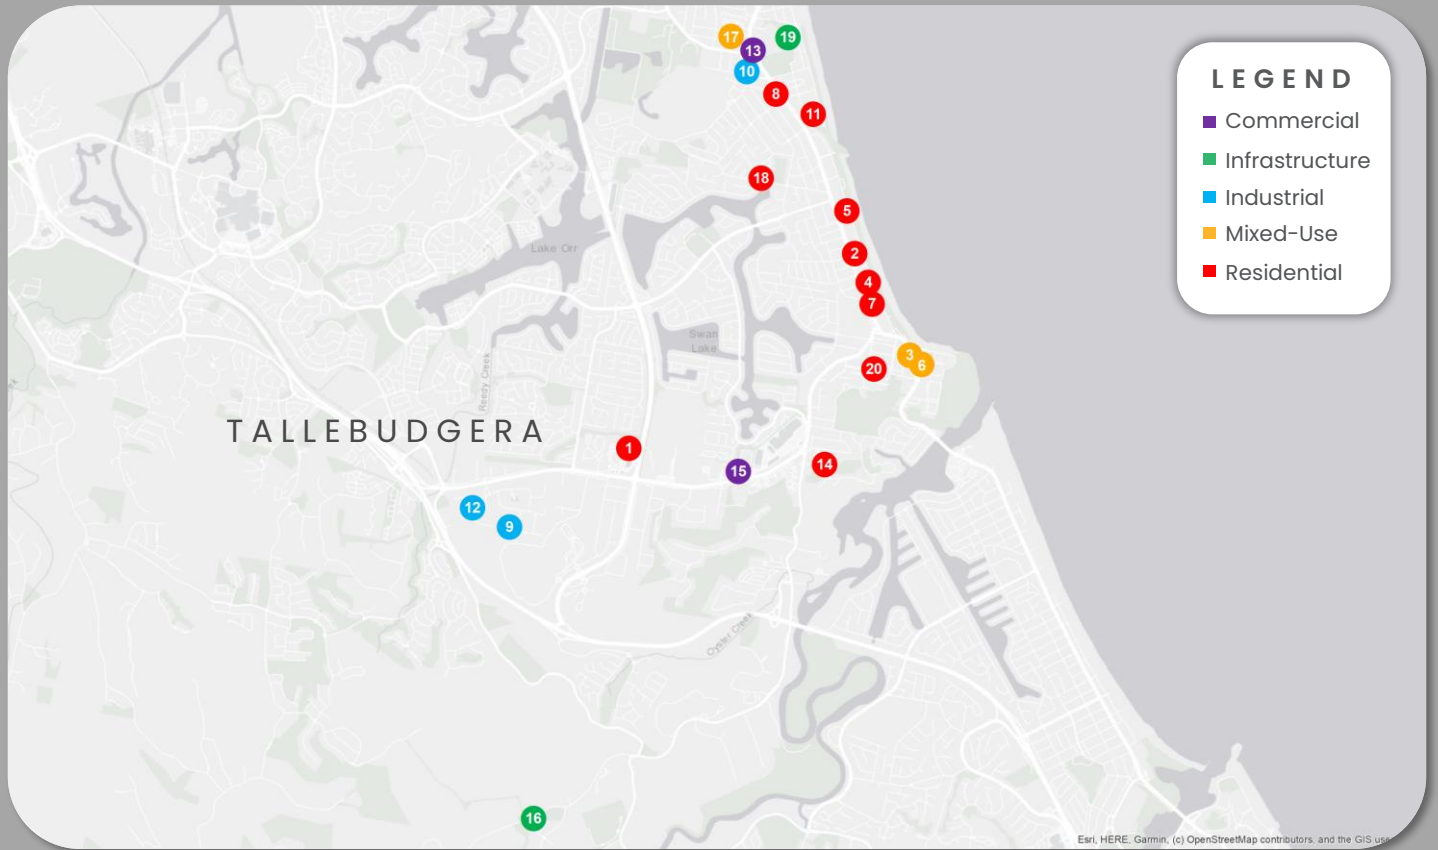 17
19
13
10
8
11
18
5
2
4
7
3
6
20
1
15
14
12
9
16
LEGEND
Commercial
Infrastructure
Industrial
Mixed-Use
Residential
Lake Orr
Swan
Lake
Reedy Creek
TALLEBUDGERA
Oyster Creek
Esri, HERE, Garmin, (c) OpenStreetMap contributors, and the GIS use